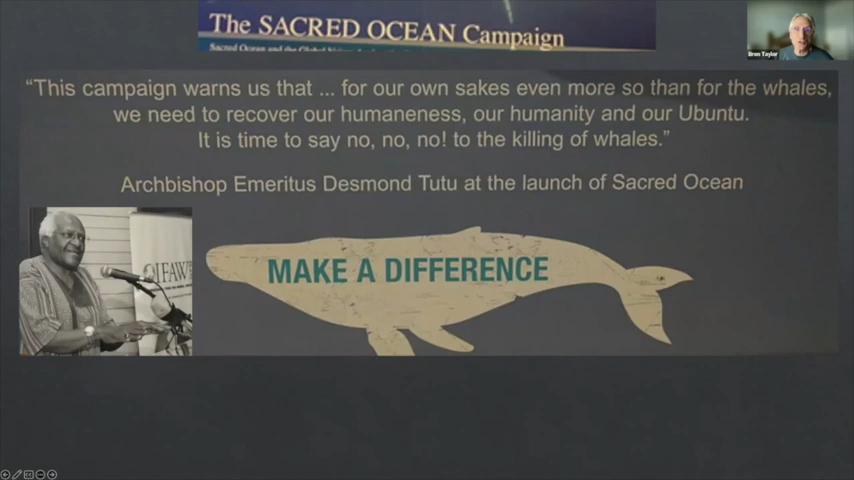 The SACRED OCEAN Campaign
Bron Taylor
“This campaign warns us that ... for our own sakes even more so than for the whales,
we need to recover our humaneness, our humanity and our Ubuntu.
It is time to say no, no, no! to the killing of whales.”
Archbishop Emeritus Desmond Tutu at the launch of Sacred Ocean
IFAW
MAKE A DIFFERENCE